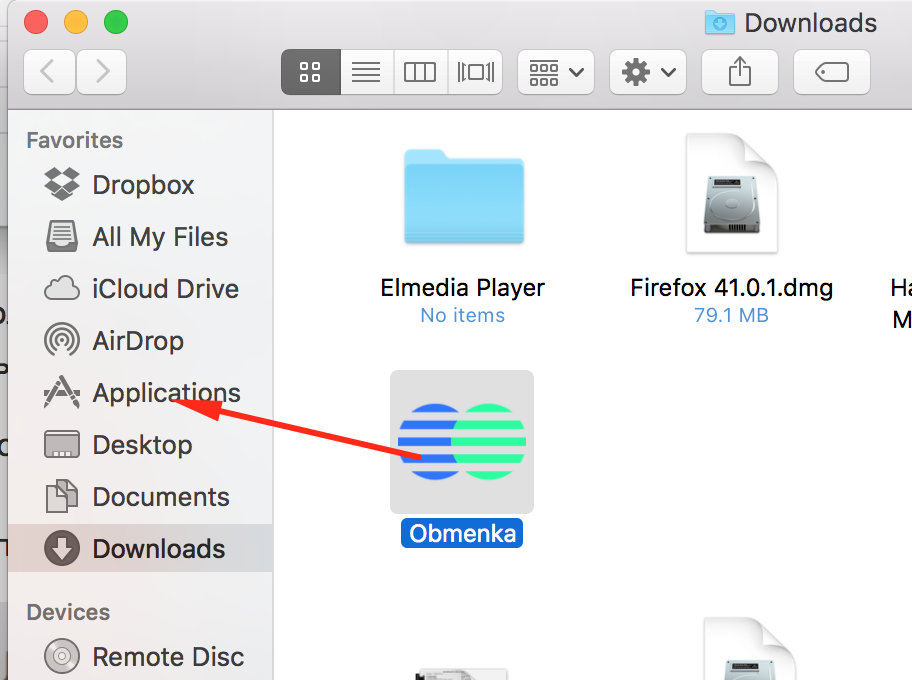 Downloads
Favorites
Dropbox
All My Files
iCloud Drive
AirDrop
Applications
Desktop
Documents
Downloads
Devices
Remote Disc
Elmedia Player
No items
Firefox 41.0.1.dmg
79.1 MB
Ha
M
Obmenka